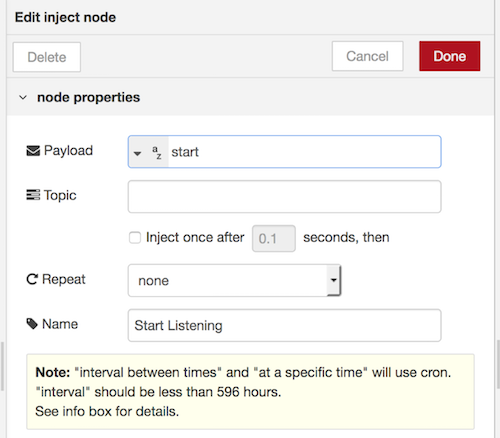 Edit inject node
Delete
Cancel
Done
node properties
Payload
az start
Topic
Inject once after 0.1 seconds, then
Repeat
none
Name
Start Listening
Note: "interval between times" and "at a specific time" will use cron.
"interval" should be less than 596 hours.
See info box for details.